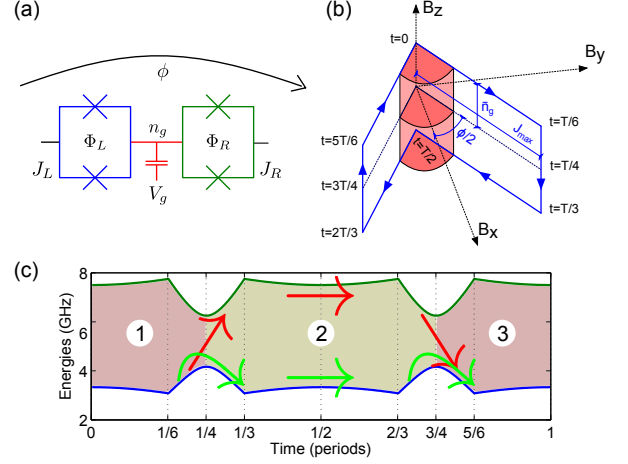 (a)
ϕ
Φ_L
n_g
Φ_R
J_L
J_R
V_g
(b)
B_z
t=0
B_y
ñ_g
J_max
t=T/6
t=5T/6
ϕ/2
t=T/2
t=T/4
t=3T/4
t=T/3
t=2T/3
B_x
(c)
Energies (GHz)
8
6
4
2
1
2
3
0 1/6 1/4 1/3 1/2 2/3 3/4 5/6 1
Time (periods)